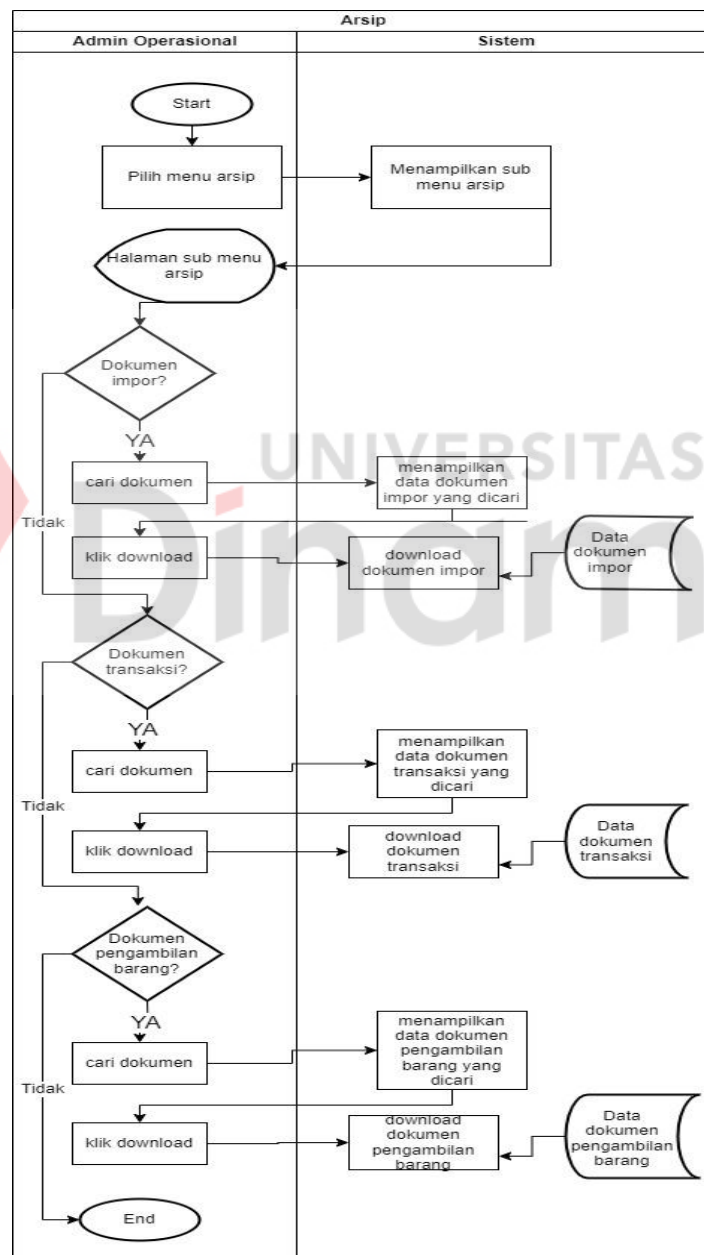 Arsip
Admin Operasional
Sistem
Start
Pilih menu arsip
Menampilkan sub
menu arsip
Halaman sub menu
arsip
Dokumen
impor?
YA
Tidak
cari dokumen
menampilkan
data dokumen
impor yang dicari
klik download
download
dokumen impor
Data
dokumen
impor
UNIVERSITAS
Dinam
Dokumen
transaksi?
YA
Tidak
cari dokumen
menampilkan
data dokumen
transaksi yang
dicari
klik download
download
dokumen
transaksi
Data
dokumen
transaksi
Dokumen
pengambilan
barang?
YA
Tidak
cari dokumen
menampilkan
data dokumen
pengambilan
barang yang
dicari
klik download
download
dokumen
pengambilan
barang
Data
dokumen
pengambilan
barang
End